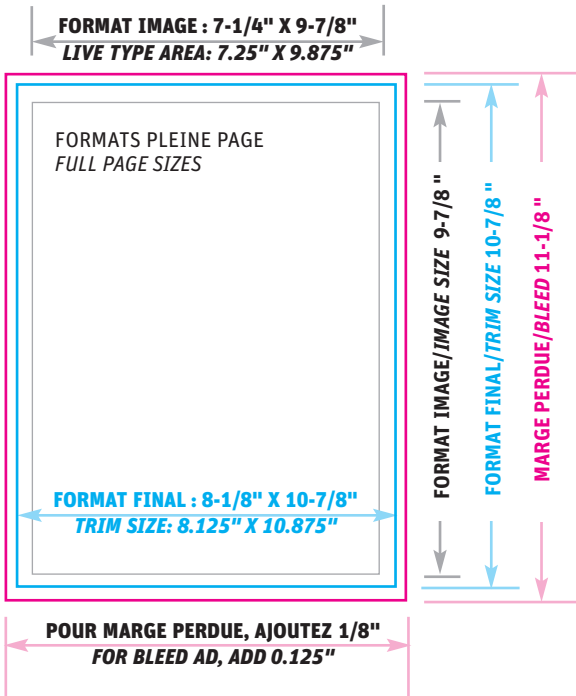 FORMAT IMAGE : 7-1/4" X 9-7/8"
LIVE TYPE AREA: 7.25" X 9.875"
FORMATS PLEINE PAGE
FULL PAGE SIZES
FORMAT FINAL : 8-1/8" X 10-7/8"
TRIM SIZE: 8.125" X 10.875"
POUR MARGE PERDUE, AJOUTEZ 1/8"
FOR BLEED AD, ADD 0.125"
FORMAT IMAGE/IMAGE SIZE 9-7/8 "
FORMAT FINAL/TRIM SIZE 10-7/8 "
MARGE PERDUE/BLEED 11-1/8 "